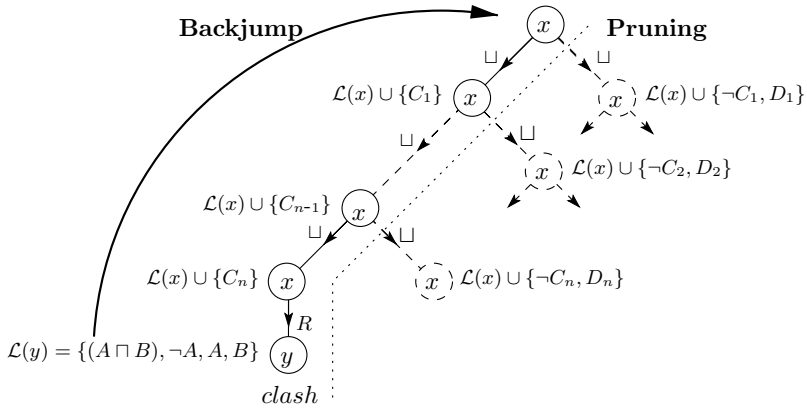 Backjump
x
Pruning
⊔ ⊔
ℒ(x) ∪ {C₁} x x ℒ(x) ∪ {¬C₁, D₁}
⊔ ⊔
x ℒ(x) ∪ {¬C₂, D₂}
ℒ(x) ∪ {Cₙ₋₁} x
⊔ ⊔
ℒ(x) ∪ {Cₙ} x x ℒ(x) ∪ {¬Cₙ, Dₙ}
R
ℒ(y) = {(A ⊓ B), ¬A, A, B} y
clash